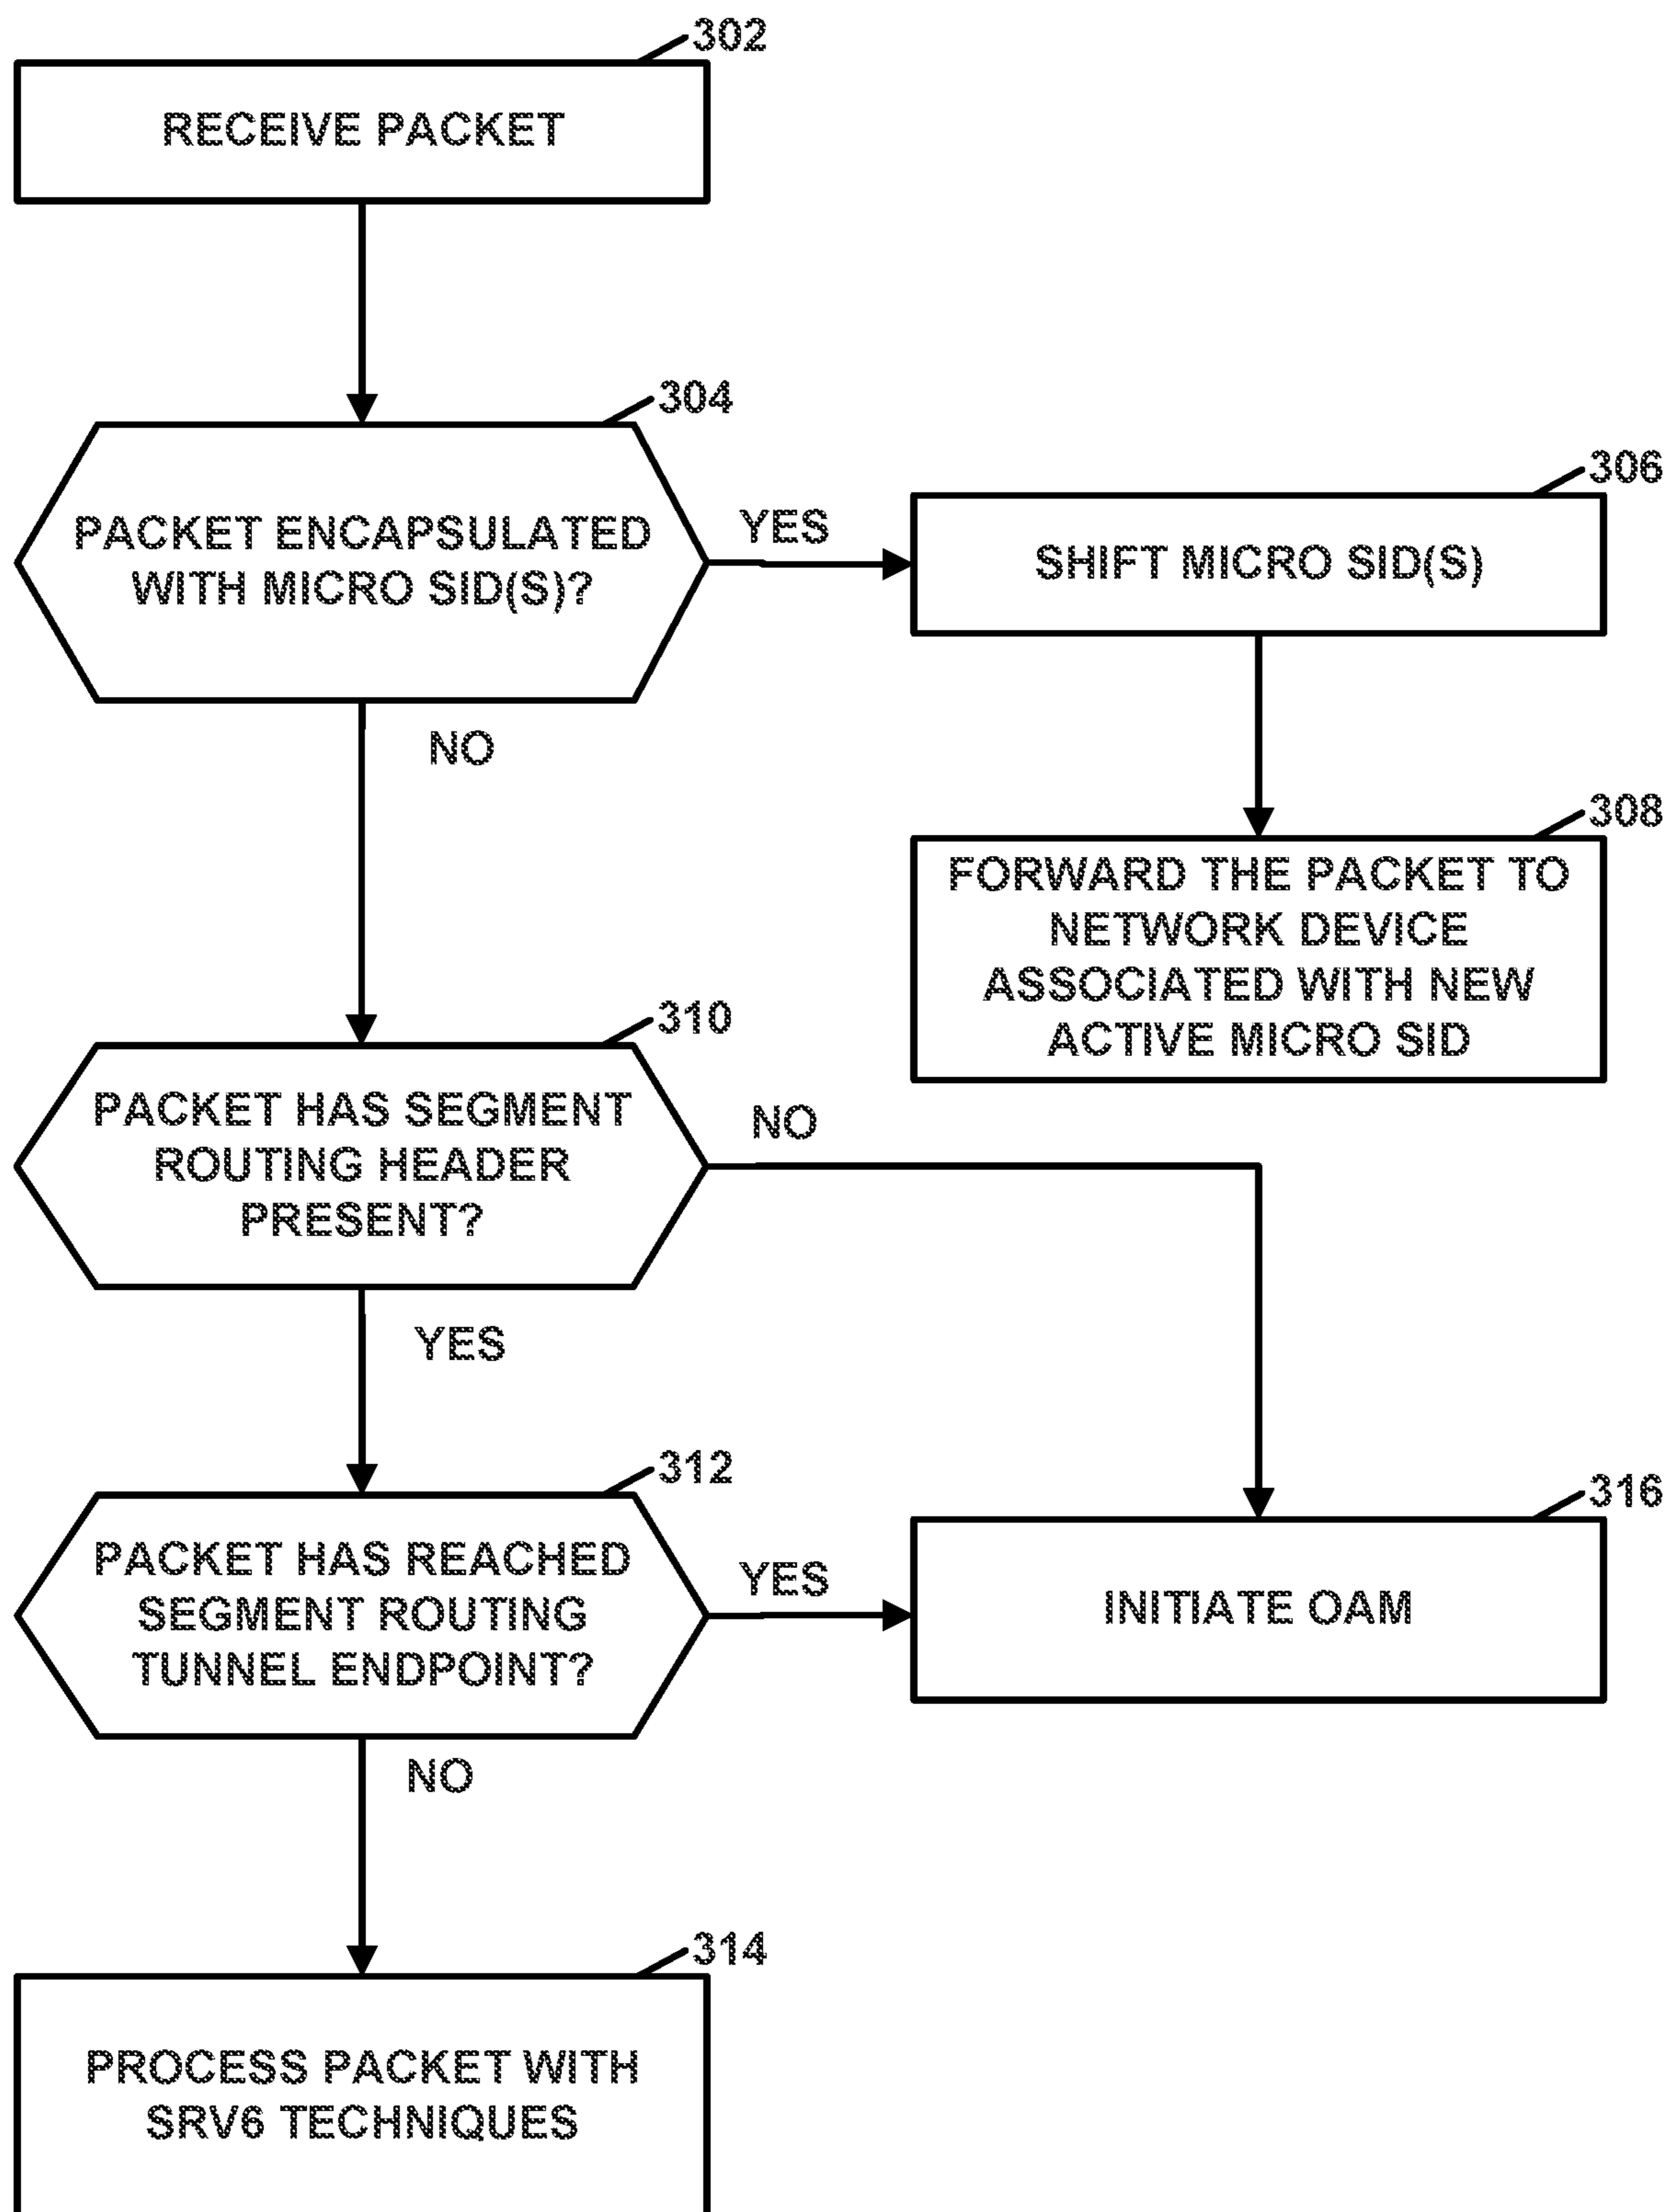 302
RECEIVE PACKET
304
PACKET ENCAPSULATED
WITH MICRO SID(S)?
YES
306
SHIFT MICRO SID(S)
NO
308
FORWARD THE PACKET TO
NETWORK DEVICE
ASSOCIATED WITH NEW
ACTIVE MICRO SID
310
PACKET HAS SEGMENT
ROUTING HEADER
PRESENT?
NO
YES
312
PACKET HAS REACHED
SEGMENT ROUTING
TUNNEL ENDPOINT?
YES
316
INITIATE OAM
NO
314
PROCESS PACKET WITH
SRV6 TECHNIQUES